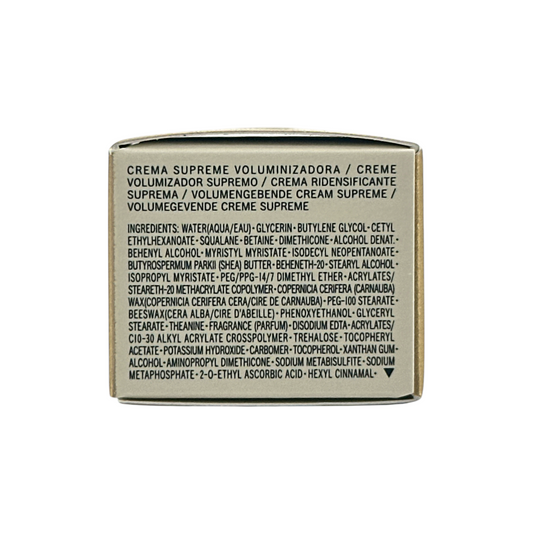 CREMA SUPREME VOLUMINIZADORA / CREME
VOLUMIZADOR SUPREMO / CREMA RIDENSIFICANTE
SUPREMA / VOLUMENGEBENDE CREAM SUPREME /
VOLUMEGEVENDE CREME SUPREME
INGREDIENTS: WATER(AQUA/EAU)•GLYCERIN•BUTYLENE GLYCOL•CETYL
ETHYLHEXANOATE•SQUALANE•BETAINE•DIMETHICONE•ALCOHOL DENAT.•
BEHENYL ALCOHOL•MYRISTYL MYRISTATE•ISODECYL NEOPENTANOATE•
BUTYROSPERMUM PARKII (SHEA) BUTTER•BEHENETH-20•STEARYL ALCOHOL•
ISOPROPYL MYRISTATE•PEG/PPG-14/7 DIMETHYL ETHER•ACRYLATES/
STEARETH-20 METHACRYLATE COPOLYMER•COPERNICIA CERIFERA (CARNAUBA)
WAX(COPERNICIA CERIFERA CERA/CIRE DE CARNAUBA)•PEG-100 STEARATE•
BEESWAX(CERA ALBA/CIRE D'ABEILLE)•PHENOXYETHANOL•GLYCERYL
STEARATE•THEANINE•FRAGRANCE (PARFUM)•DISODIUM EDTA•ACRYLATES/
C10-30 ALKYL ACRYLATE CROSSPOLYMER•TREHALOSE•TOCOPHERYL
ACETATE•POTASSIUM HYDROXIDE•CARBOMER•TOCOPHEROL•XANTHAN GUM•
ALCOHOL•AMINOPROPYL DIMETHICONE•SODIUM METABISULFITE•SODIUM
METAPHOSPHATE•2-O-ETHYL ASCORBIC ACID•HEXYL CINNAMAL• ▼